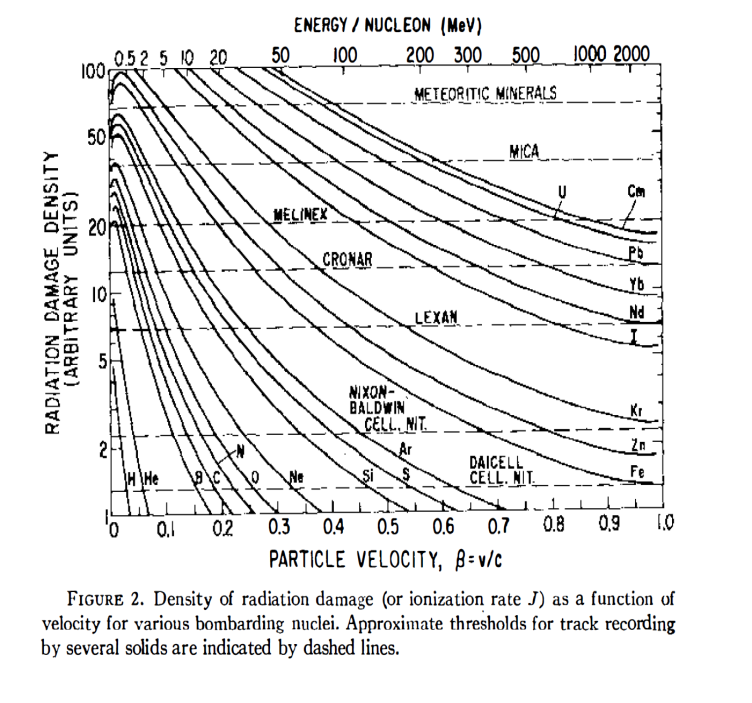 ENERGY / NUCLEON (MeV)
0.5 2 5 10 20 50 100 200 300 500 1000 2000
100
METEORITIC MINERALS
50
MICA
U Cm
20
MELINEX
Pb
CRONAR
Yb
10
Nd
LEXAN
I
5
NIXON-
BALDWIN
CELL. NIT.
Kr
2
N Ar Zn
DAICELL
CELL. NIT.
H He B C O Ne Si S Fe
1
0 0.1 0.2 0.3 0.4 0.5 0.6 0.7 0.8 0.9 1.0
RADIATION DAMAGE DENSITY
(ARBITRARY UNITS)
PARTICLE VELOCITY, β=v/c
FIGURE 2. Density of radiation damage (or ionization rate J) as a function of
velocity for various bombarding nuclei. Approximate thresholds for track recording
by several solids are indicated by dashed lines.